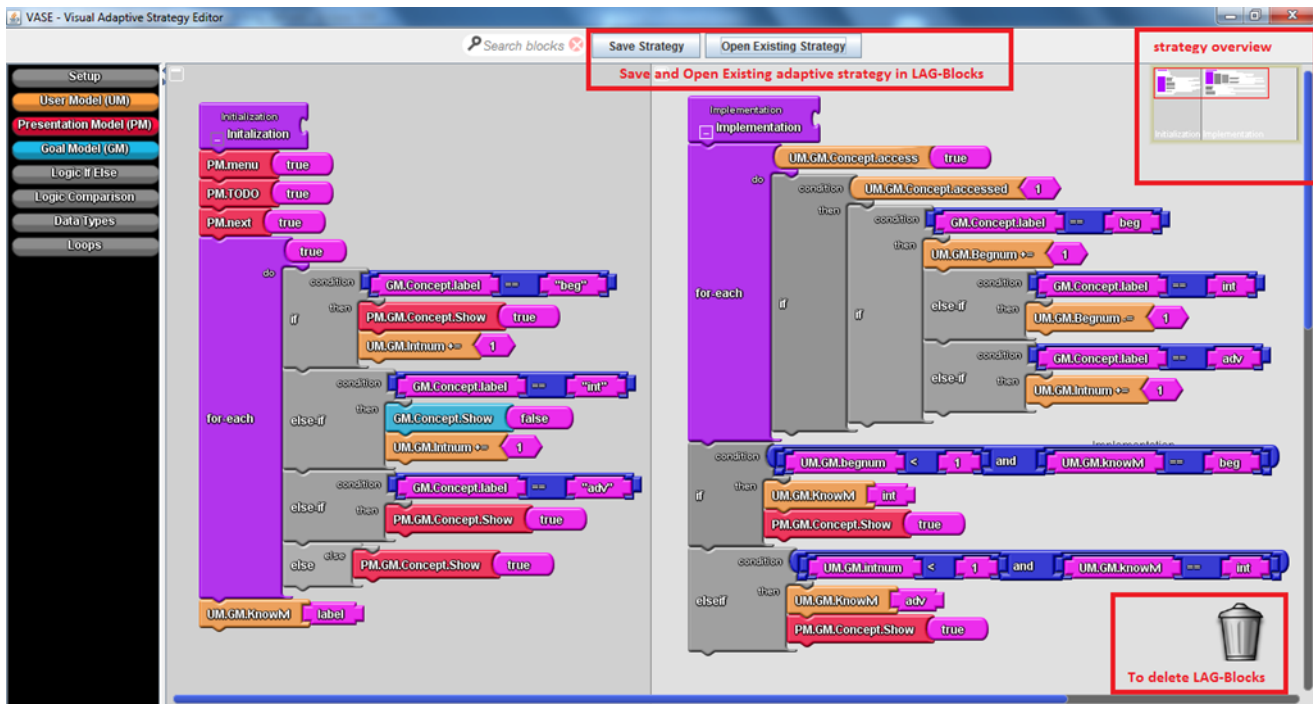 VASE - Visual Adaptive Strategy Editor
Search blocks
Save Strategy
Open Existing Strategy
Save and Open Existing adaptive strategy in LAG-Blocks
strategy overview
Initialization Implementation
Setup
User Model (UM)
Presentation Model (PM)
Goal Model (GM)
Logic If Else
Logic Comparison
Data Types
Loops
Initialization
Initalization
PM.menu true
PM.TODO true
PM.next true
true
do
condition GM.Concept.label == "beg"
then
if PM.GM.Concept.Show true
UM.GM.Intnum += 1
condition GM.Concept.label == "int"
for-each else-if then GM.Concept.Show false
UM.GM.Intnum += 1
condition GM.Concept.label == "adv"
else-if then PM.GM.Concept.Show true
else else PM.GM.Concept.Show true
UM.GM.KnowM label
Implementation
Implementation
UM.GM.Concept.access true
do
condition UM.GM.Concept.accessed 1
then
condition GM.Concept.label == beg
then UM.GM.Begnum += 1
for-each if if
condition GM.Concept.label == int
else-if then UM.GM.Begnum -= 1
condition GM.Concept.label == adv
else-if then UM.GM.Intnum += 1
Implementation
condition UM.GM.begnum < 1 and UM.GM.knowM == beg
if then UM.GM.KnowM int
PM.GM.Concept.Show true
condition UM.GM.intnum < 1 and UM.GM.knowM == int
elseif then UM.GM.KnowM adv
PM.GM.Concept.Show true
To delete LAG-Blocks